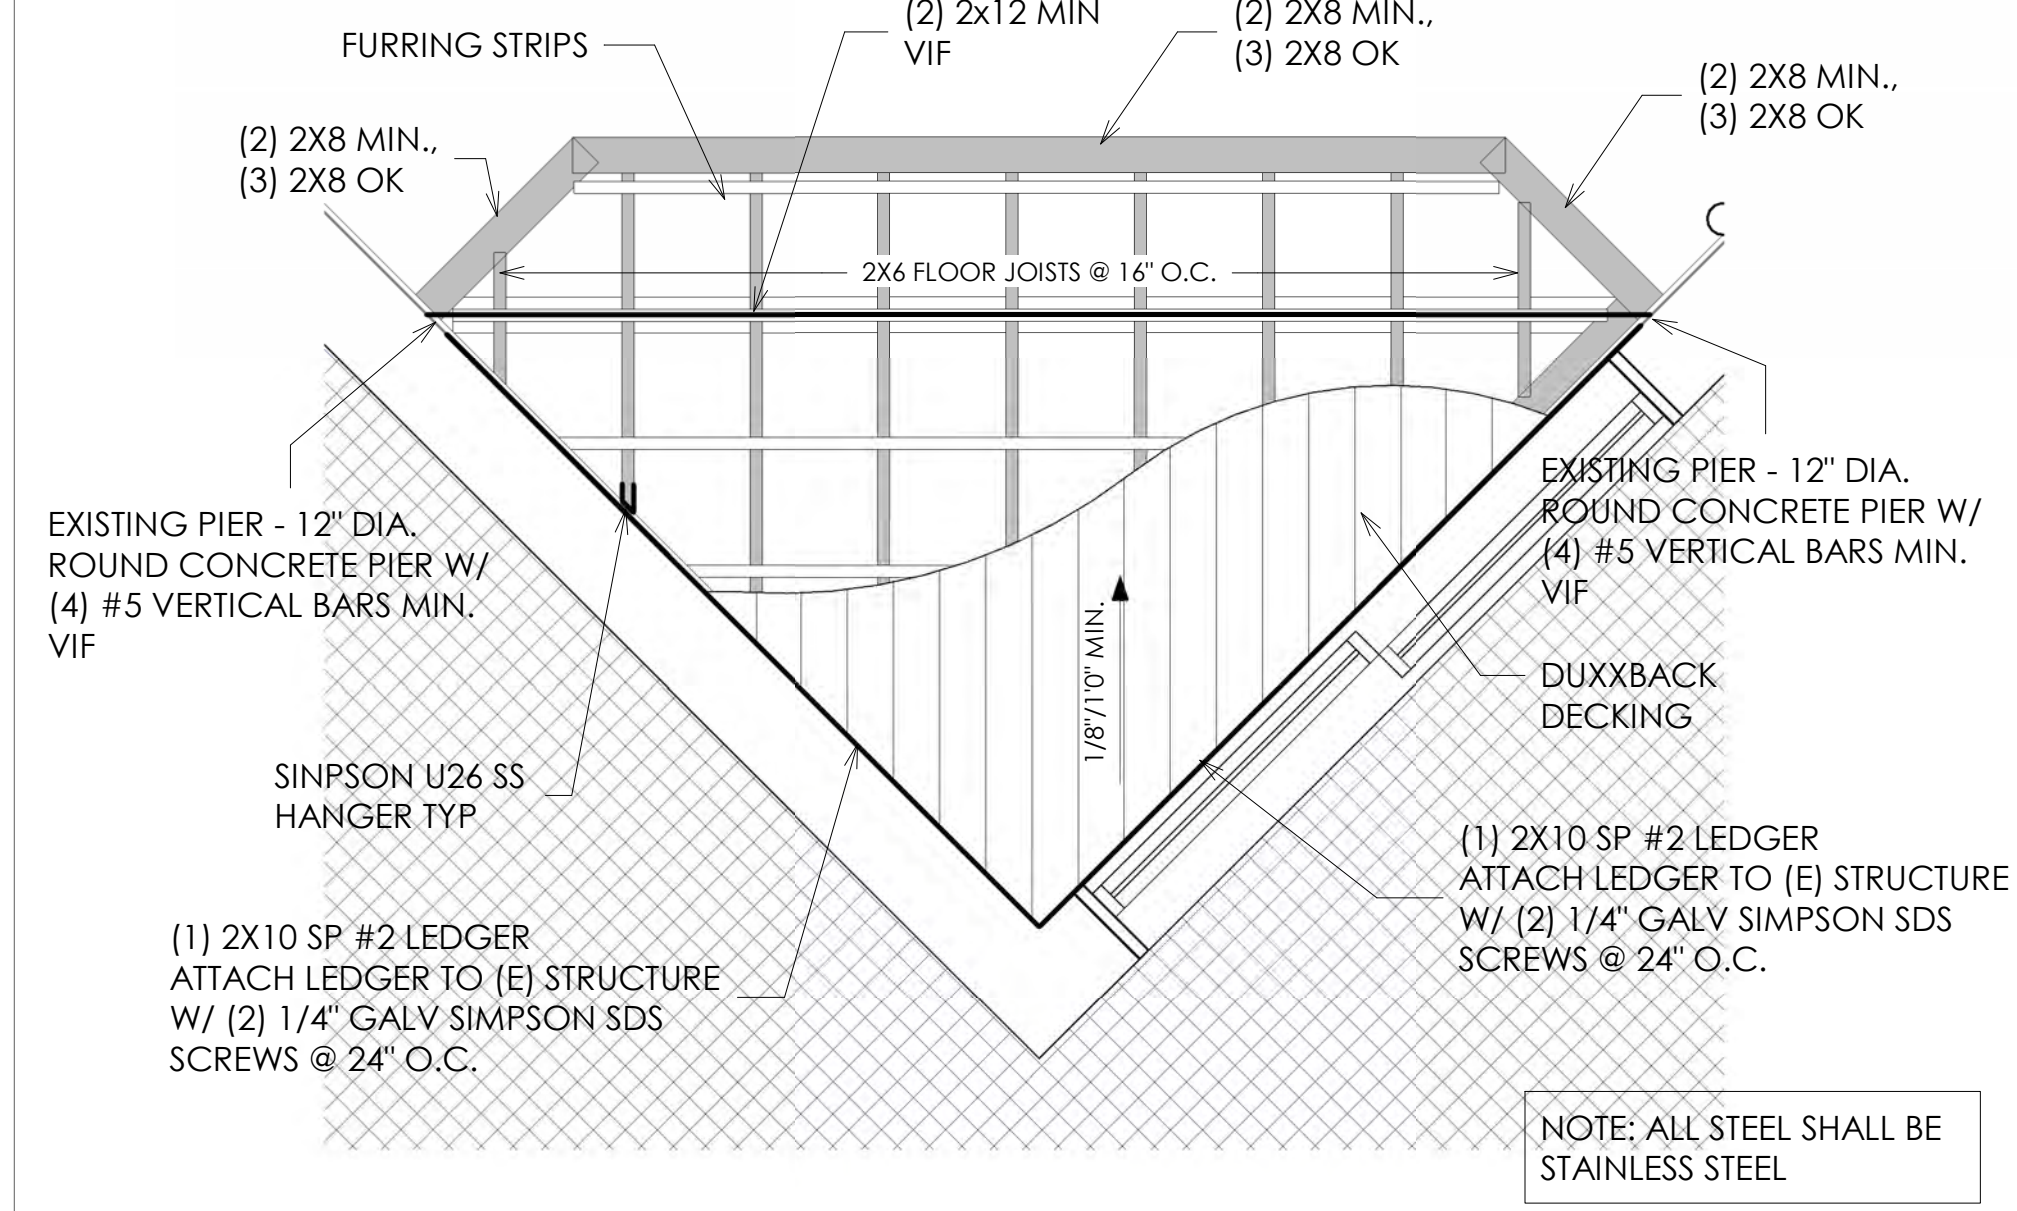 (2) 2x12 MIN
VIF
(2) 2X8 MIN.,
(3) 2X8 OK
FURRING STRIPS
(2) 2X8 MIN.,
(3) 2X8 OK
(2) 2X8 MIN.,
(3) 2X8 OK
2X6 FLOOR JOISTS @ 16" O.C.
EXISTING PIER - 12" DIA.
ROUND CONCRETE PIER W/
(4) #5 VERTICAL BARS MIN.
VIF
EXISTING PIER - 12" DIA.
ROUND CONCRETE PIER W/
(4) #5 VERTICAL BARS MIN.
VIF
1/8"/1'0" MIN.
DUXXBACK
DECKING
SINPSON U26 SS
HANGER TYP
(1) 2X10 SP #2 LEDGER
ATTACH LEDGER TO (E) STRUCTURE
W/ (2) 1/4" GALV SIMPSON SDS
SCREWS @ 24" O.C.
(1) 2X10 SP #2 LEDGER
ATTACH LEDGER TO (E) STRUCTURE
W/ (2) 1/4" GALV SIMPSON SDS
SCREWS @ 24" O.C.
NOTE: ALL STEEL SHALL BE
STAINLESS STEEL